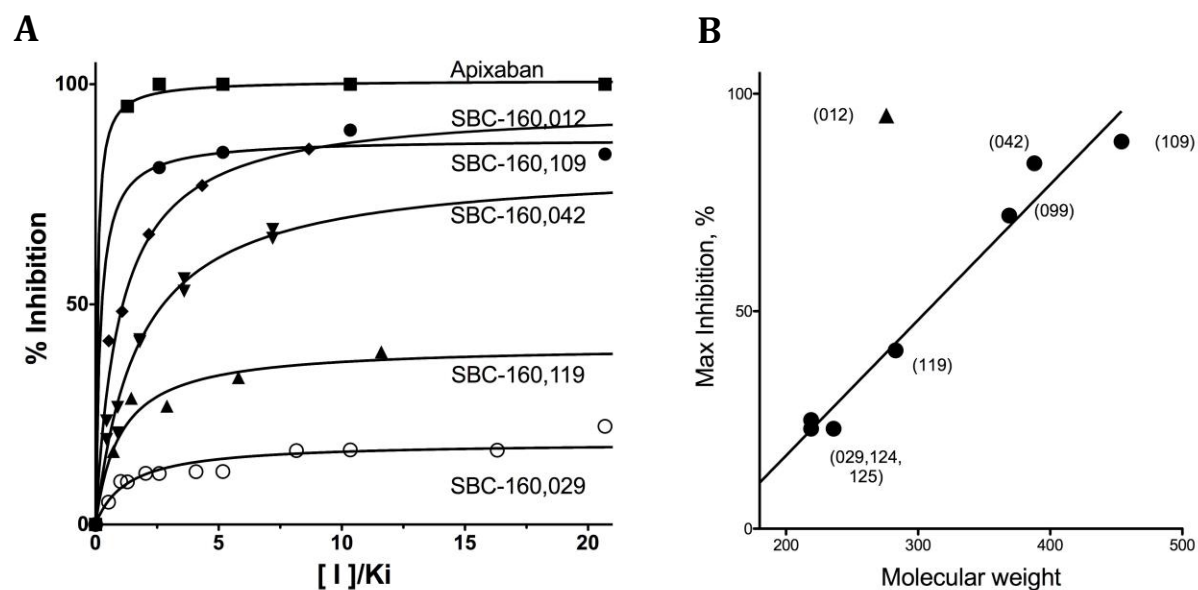 A
% Inhibition
100
50
0
Apixaban
SBC-160,012
SBC-160,109
SBC-160,042
SBC-160,119
SBC-160,029
0 5 10 15 20
[ I ]/Ki
B
Max Inhibition, %
100
50
0
(012)
(042)
(109)
(099)
(119)
(029,124,
125)
200 300 400 500
Molecular weight